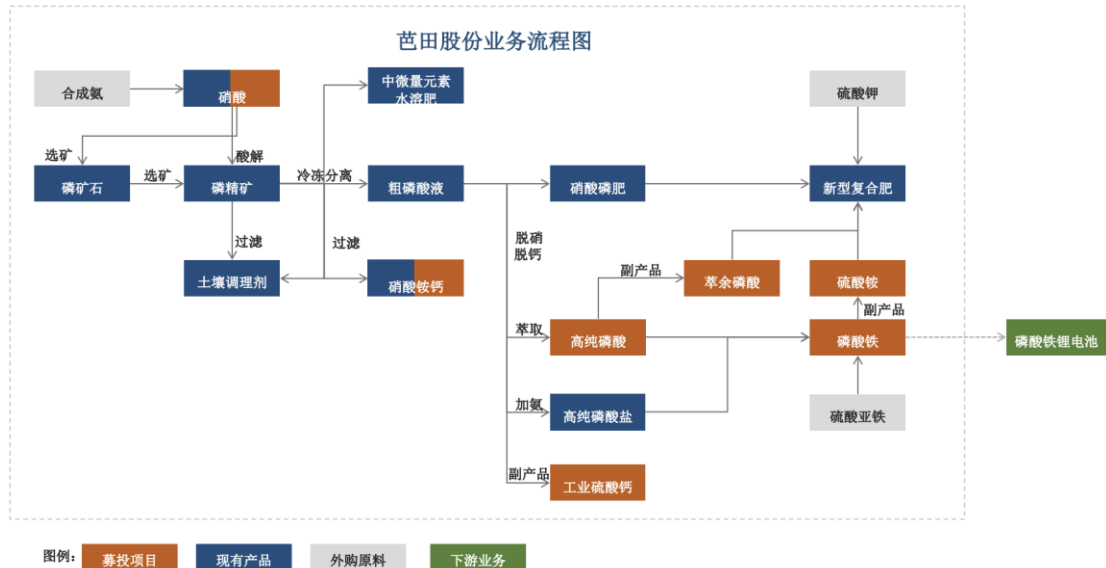 芭田股份业务流程图
合成氨
硝酸
中微量元素
水溶肥
硫酸钾
选矿
酸解
磷矿石
选矿
磷精矿
冷冻分离
粗磷酸液
硝酸磷肥
新型复合肥
过滤
过滤
脱硝
脱钙
土壤调理剂
硝酸铵钙
副产品
萃余磷酸
硫酸铵
副产品
萃取
高纯磷酸
磷酸铁
磷酸铁锂电池
加氨
高纯磷酸盐
硫酸亚铁
副产品
工业硫酸钙
图例：
募投项目
现有产品
外购原料
下游业务